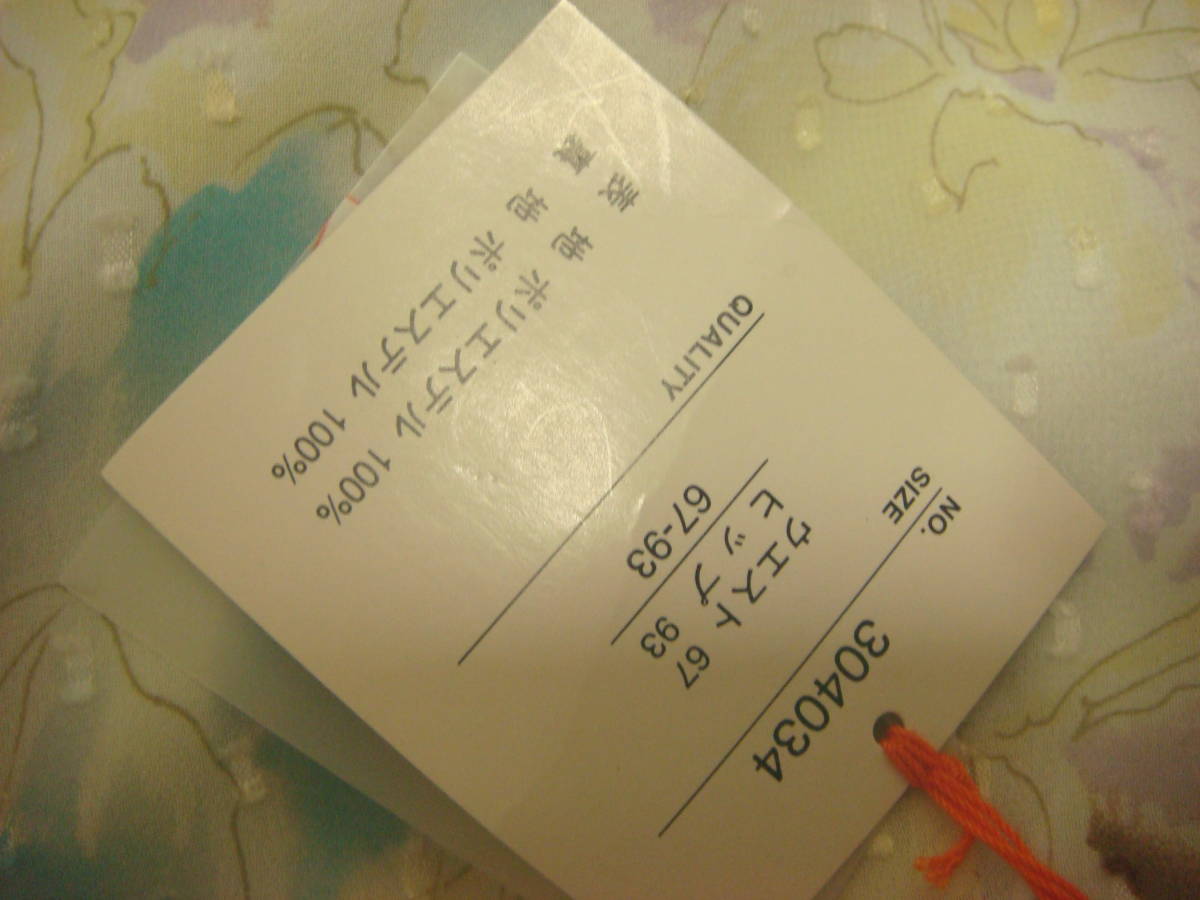 NO. 304034
SIZE
ウエスト 67
ヒップ 93
67-93
QUALITY
表 地 ポリエステル 100%
裏 地 ポリエステル 100%